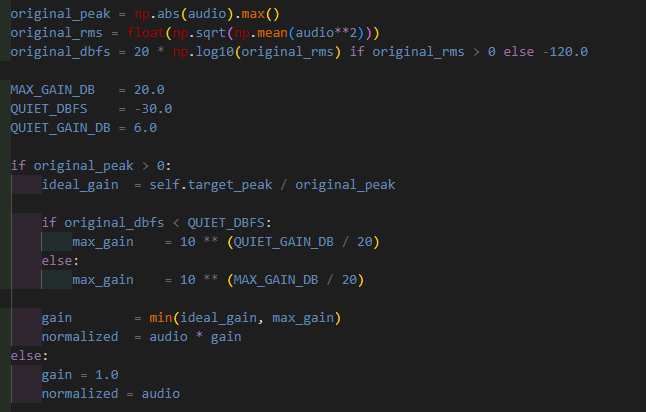 original_peak = np.abs(audio).max()
original_rms = float(np.sqrt(np.mean(audio**2)))
original_dbfs = 20 * np.log10(original_rms) if original_rms > 0 else -120.0
MAX_GAIN_DB   = 20.0
QUIET_DBFS    = -30.0
QUIET_GAIN_DB = 6.0
if original_peak > 0:
    ideal_gain  = self.target_peak / original_peak
    if original_dbfs < QUIET_DBFS:
        max_gain    = 10 ** (QUIET_GAIN_DB / 20)
    else:
        max_gain    = 10 ** (MAX_GAIN_DB / 20)
    gain        = min(ideal_gain, max_gain)
    normalized  = audio * gain
else:
    gain = 1.0
    normalized = audio